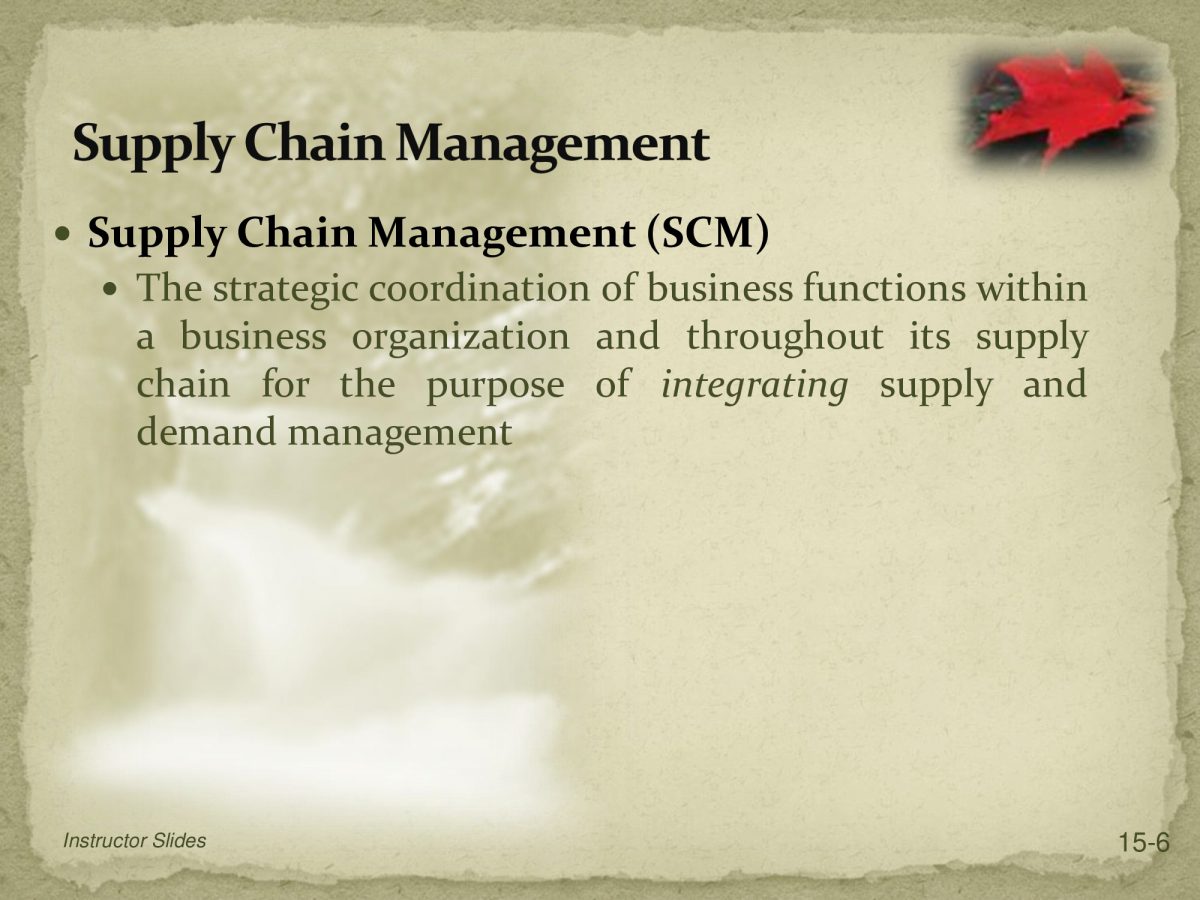 Supply Chain Management
• Supply Chain Management (SCM)
• The strategic coordination of business functions within
a business organization and throughout its supply
chain for the purpose of integrating supply and
demand management
Instructor Slides
15-6